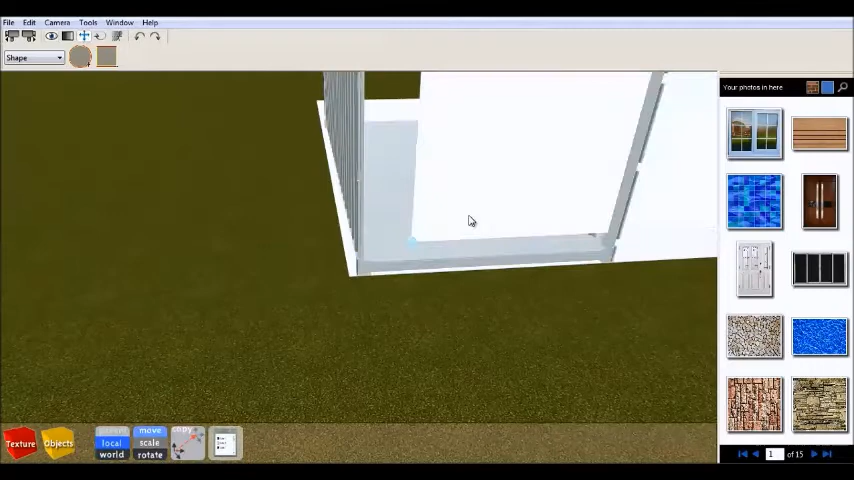 File Edit Camera Tools Window Help
Shape
Your photos in here
Texture
Objects
local
world
move
scale
rotate
copy
1 of 15